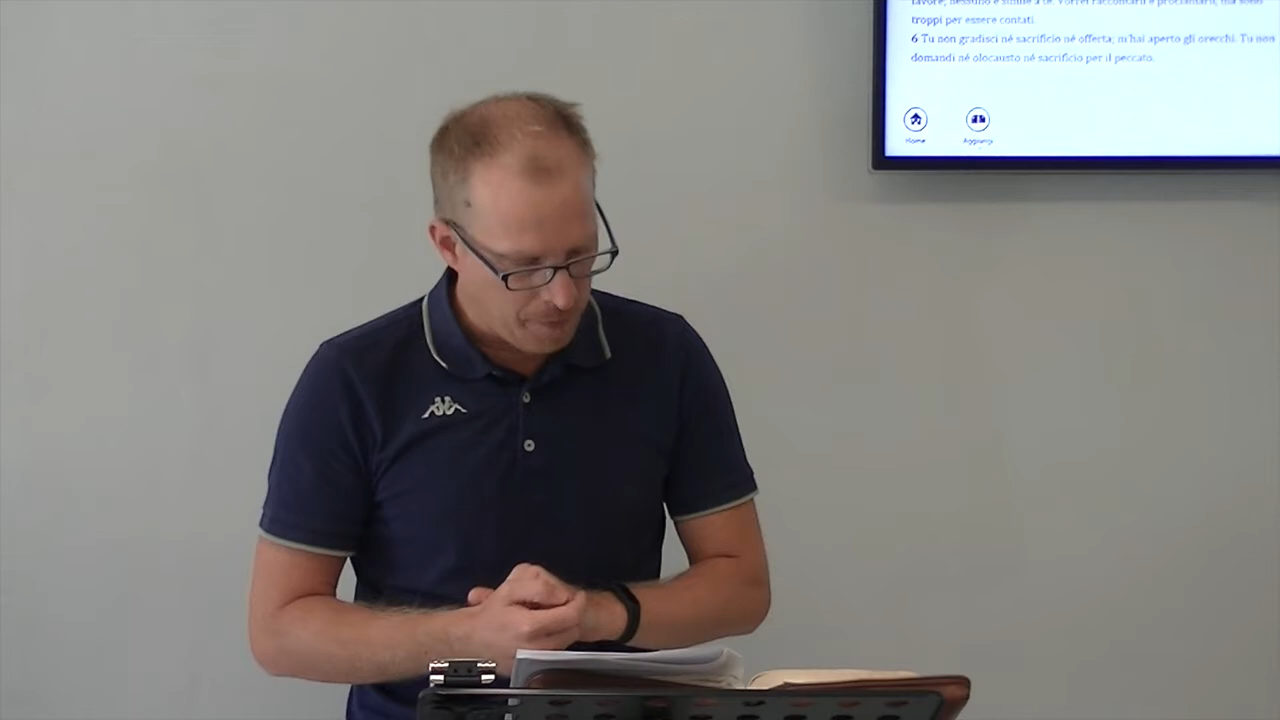 favore; nessuno è simile a te. Vorrei raccontarli e proclamarli, ma sono
troppi per essere contati.
6 Tu non gradisci né sacrificio né offerta; m'hai aperto gli orecchi. Tu non
domandi né olocausto né sacrificio per il peccato.
Home
Aggiungi